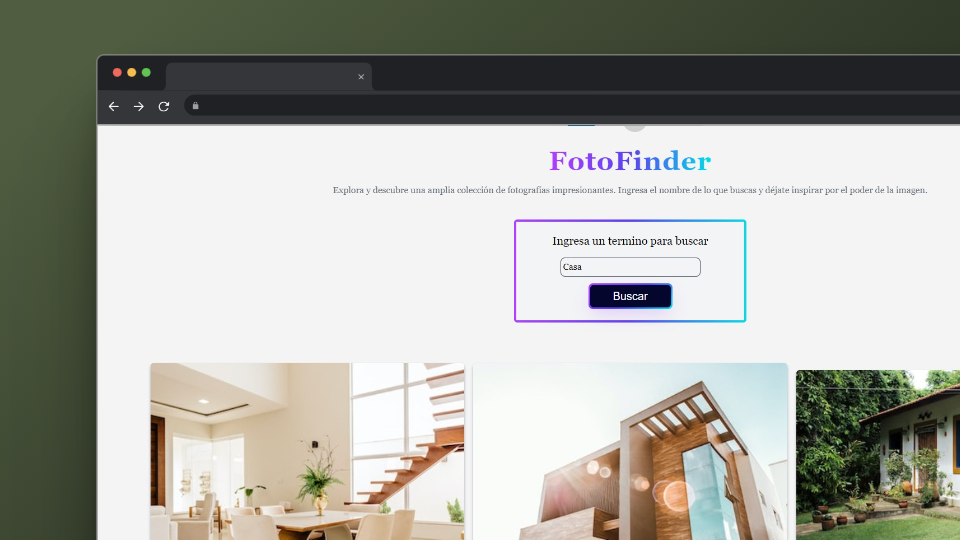 FotoFinder
Explora y descubre una amplia colección de fotografías impresionantes. Ingresa el nombre de lo que buscas y déjate inspirar por el poder de la imagen.
Ingresa un termino para buscar
Casa
Buscar